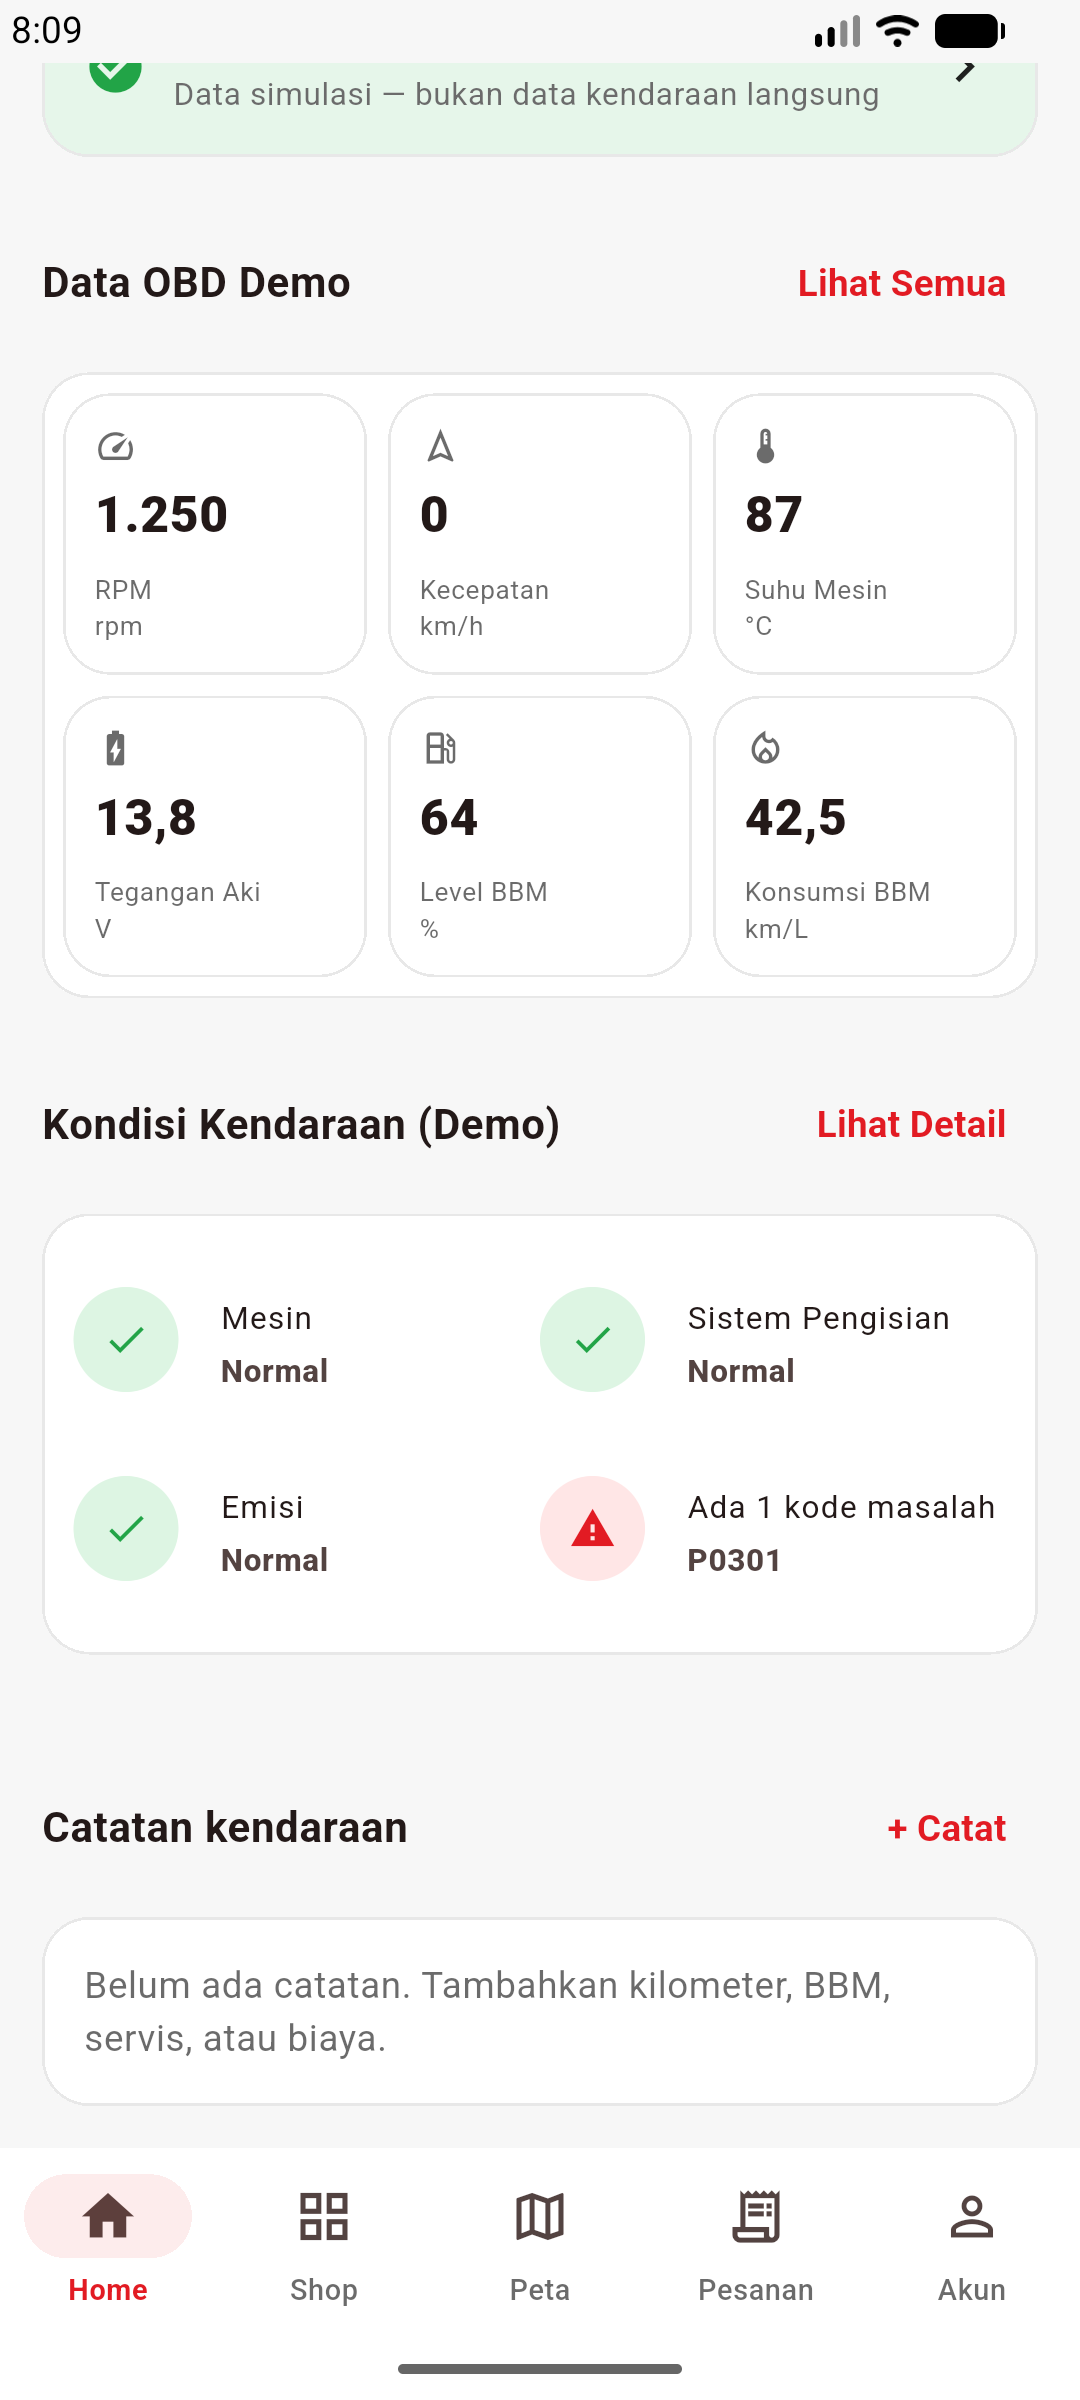 8:09
Data simulasi — bukan data kendaraan langsung
Data OBD Demo
Lihat Semua
1.250
RPM
rpm
0
Kecepatan
km/h
87
Suhu Mesin
°C
13,8
Tegangan Aki
V
64
Level BBM
%
42,5
Konsumsi BBM
km/L
Kondisi Kendaraan (Demo)
Lihat Detail
Mesin
Normal
Sistem Pengisian
Normal
Emisi
Normal
Ada 1 kode masalah
P0301
Catatan kendaraan
+ Catat
Belum ada catatan. Tambahkan kilometer, BBM,
servis, atau biaya.
Home
Shop
Peta
Pesanan
Akun